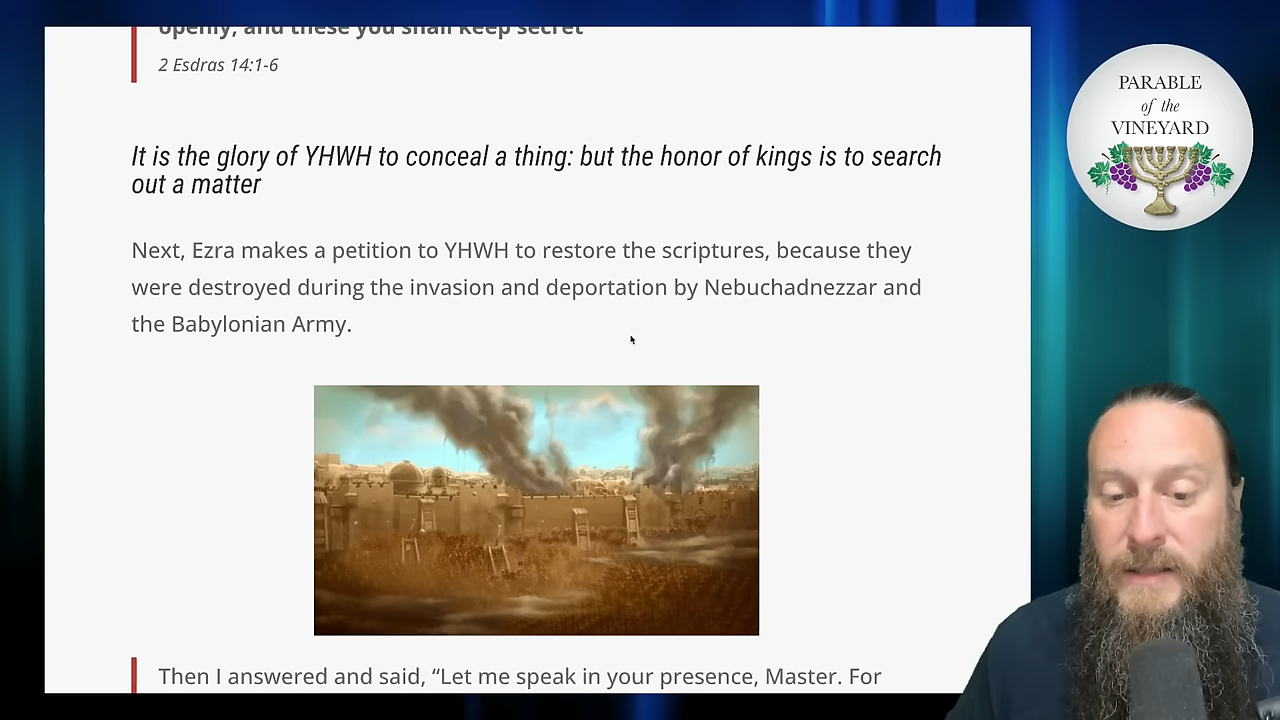 openly, and these you shall keep secret
2 Esdras 14:1-6
It is the glory of YHWH to conceal a thing: but the honor of kings is to search
out a matter
Next, Ezra makes a petition to YHWH to restore the scriptures, because they
were destroyed during the invasion and deportation by Nebuchadnezzar and
the Babylonian Army.
Then I answered and said, “Let me speak in your presence, Master. For
PARABLE
of the
VINEYARD